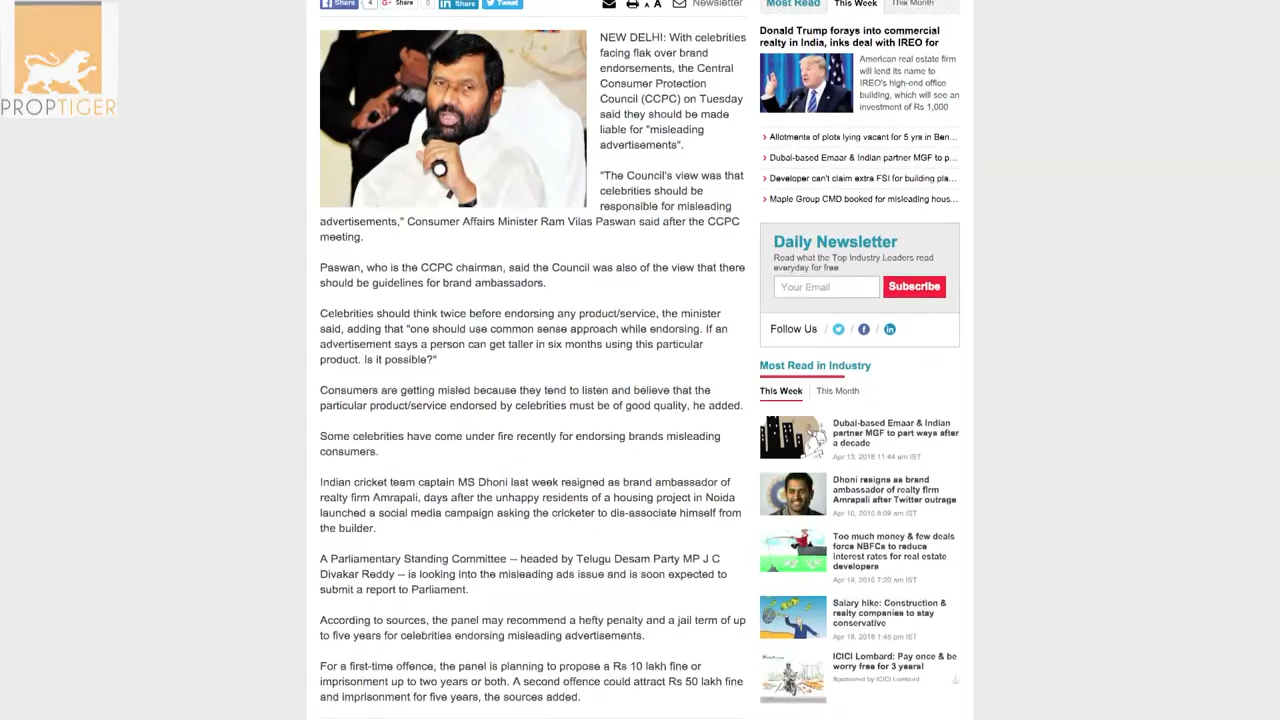 Share
4
Share
0
Share
Tweet
A A
Newsletter
PROPTIGER
NEW DELHI: With celebrities
facing flak over brand
endorsements, the Central
Consumer Protection
Council (CCPC) on Tuesday
said they should be made
liable for "misleading
advertisements".
"The Council's view was that
celebrities should be
responsible for misleading
advertisements," Consumer Affairs Minister Ram Vilas Paswan said after the CCPC
meeting.
Paswan, who is the CCPC chairman, said the Council was also of the view that there
should be guidelines for brand ambassadors.
Celebrities should think twice before endorsing any product/service, the minister
said, adding that "one should use common sense approach while endorsing. If an
advertisement says a person can get taller in six months using this particular
product. Is it possible?"
Consumers are getting misled because they tend to listen and believe that the
particular product/service endorsed by celebrities must be of good quality, he added.
Some celebrities have come under fire recently for endorsing brands misleading
consumers.
Indian cricket team captain MS Dhoni last week resigned as brand ambassador of
realty firm Amrapali, days after the unhappy residents of a housing project in Noida
launched a social media campaign asking the cricketer to dis-associate himself from
the builder.
A Parliamentary Standing Committee -- headed by Telugu Desam Party MP J C
Divakar Reddy -- is looking into the misleading ads issue and is soon expected to
submit a report to Parliament.
According to sources, the panel may recommend a hefty penalty and a jail term of up
to five years for celebrities endorsing misleading advertisements.
For a first-time offence, the panel is planning to propose a Rs 10 lakh fine or
imprisonment up to two years or both. A second offence could attract Rs 50 lakh fine
and imprisonment for five years, the sources added.
Most Read This Week This Month
Donald Trump forays into commercial
realty in India, inks deal with IREO for
American real estate firm
will lend its name to
IREO's high-end office
building, which will see an
investment of Rs 1,000
Allotments of plots lying vacant for 5 yrs in Ben...
Dubai-based Emaar & Indian partner MGF to p...
Developer can't claim extra FSI for building pla...
Maple Group CMD booked for misleading hous...
Daily Newsletter
Read what the Top Industry Leaders read
everyday for free
Your Email Subscribe
Follow Us / / /
Most Read in Industry
This Week This Month
Dubai-based Emaar & Indian
partner MGF to part ways after
a decade
Apr 13, 2016 11:44 am IST
Dhoni resigns as brand
ambassador of realty firm
Amrapali after Twitter outrage
Apr 16, 2016 8:09 am IST
Too much money & few deals
force NBFCs to reduce
interest rates for real estate
developers
Apr 19, 2016 7:20 am IST
Salary hike: Construction &
realty companies to stay
conservative
Apr 18, 2016 1:45 pm IST
ICICI Lombard: Pay once & be
worry free for 3 years!
Sponsored by ICICI Lombard